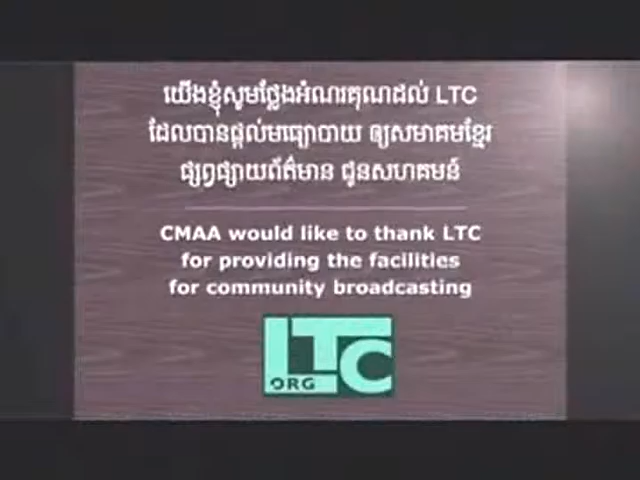 យើងខ្ញុំសូមថ្លែងអំណរគុណដល់ LTC
ដែលបានផ្តល់មធ្យោបាយ ឲ្យសមាគមខ្មែរ
ផ្សព្វផ្សាយព័ត៌មាន ជូនសហគមន៍
CMAA would like to thank LTC
for providing the facilities
for community broadcasting
LTC
ORG